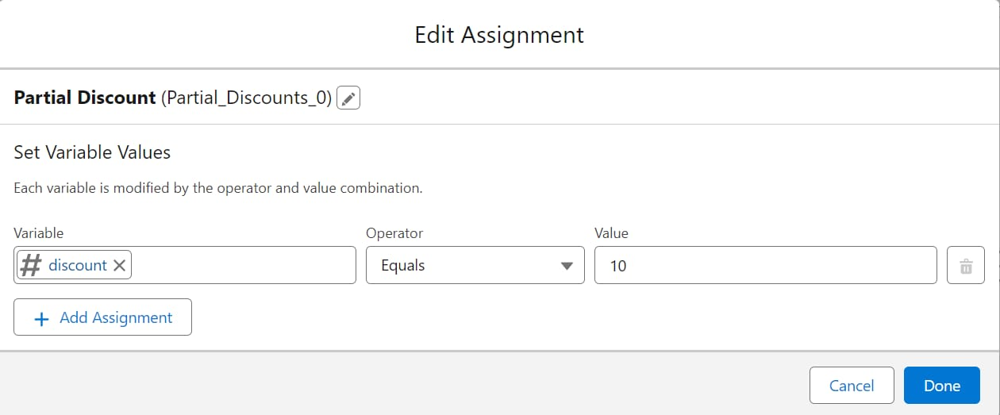 Edit Assignment
Partial Discount (Partial_Discounts_0)
Set Variable Values
Each variable is modified by the operator and value combination.
Variable Operator Value
# discount Equals 10
+ Add Assignment
Cancel Done